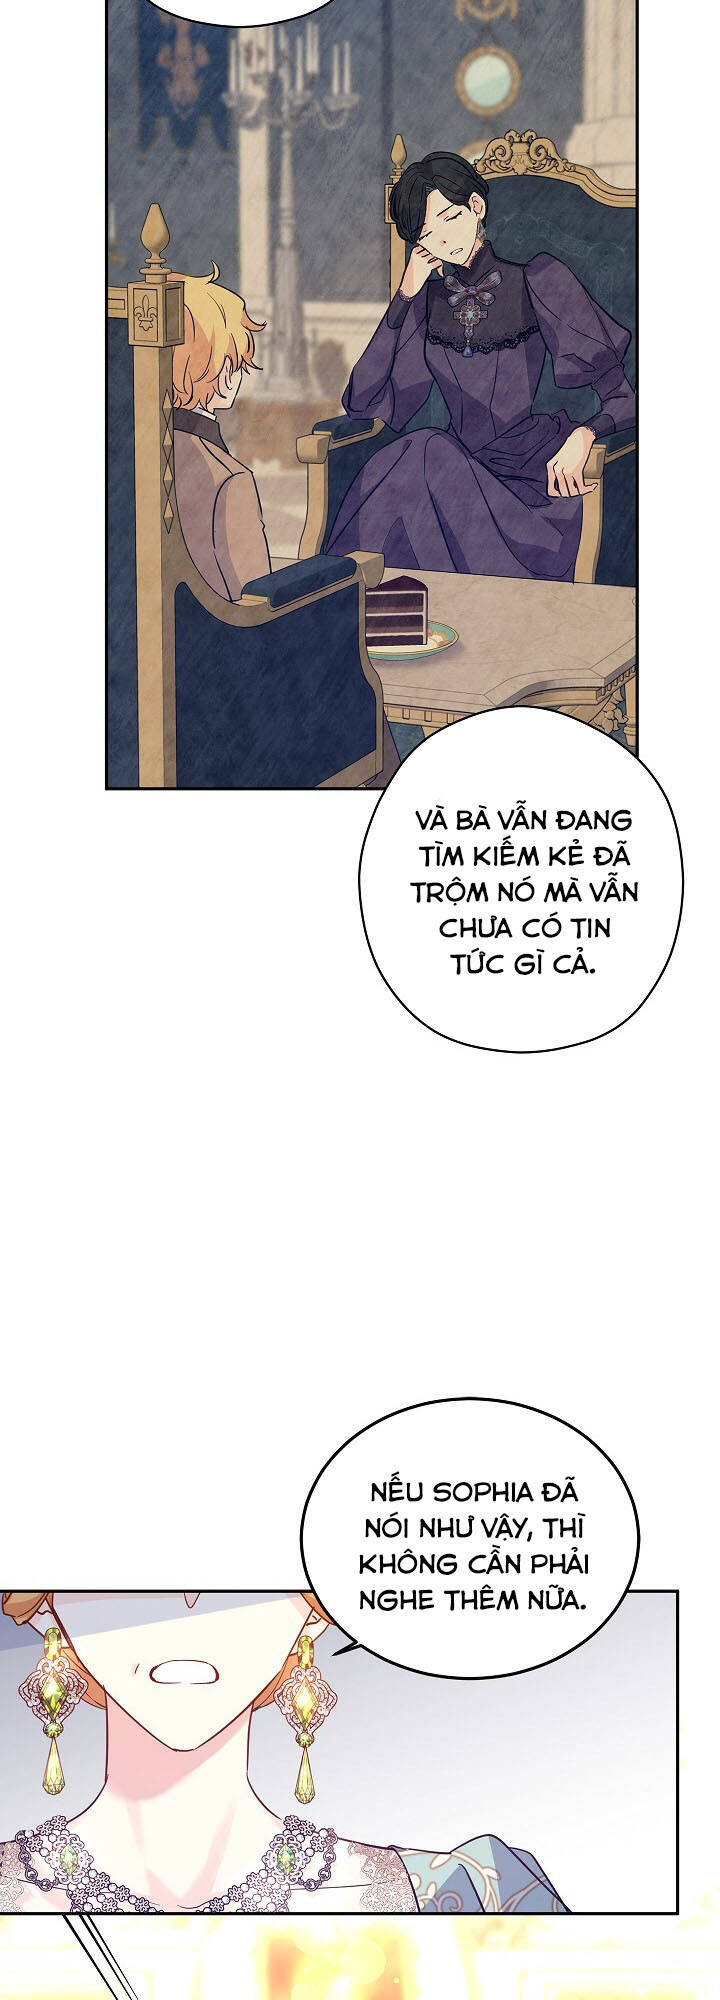 VÀ BÀ VẪN ĐANG
TÌM KIẾM KẺ ĐÃ
TRỘM NÓ MÀ VẪN
CHƯA CÓ TIN
TỨC GÌ CẢ.
NẾU SOPHIA ĐÃ
NÓI NHƯ VẬY, THÌ
KHÔNG CẦN PHẢI
NGHE THÊM NỮA.